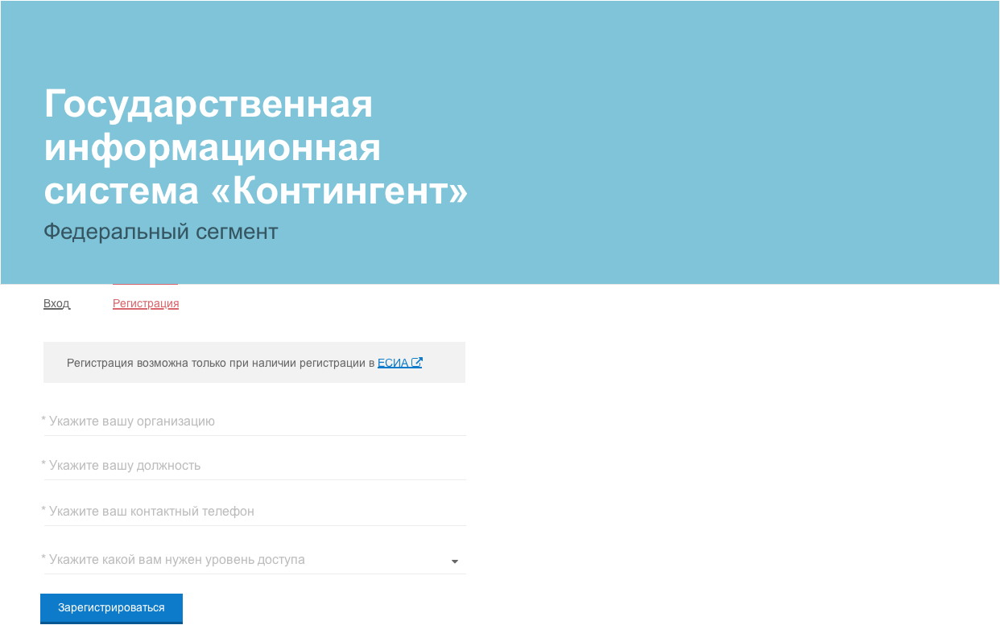 Государственная
информационная
система «Контингент»
Федеральный сегмент
Вход Регистрация
Регистрация возможна только при наличии регистрации в ЕСИА
* Укажите вашу организацию
* Укажите вашу должность
* Укажите ваш контактный телефон
* Укажите какой вам нужен уровень доступа
Зарегистрироваться